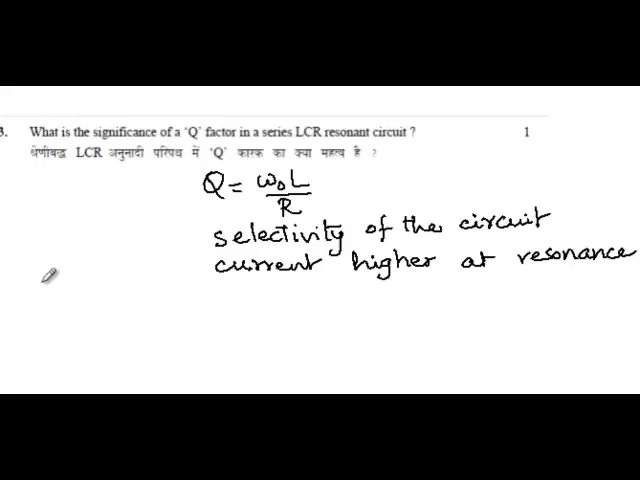 3. What is the significance of a 'Q' factor in a series LCR resonant circuit ? 1
श्रेणीबद्ध LCR अनुनादी परिपथ में 'Q' कारक का क्या महत्व है ?
Q = ω₀L
R
selectivity of the circuit
current higher at resonance